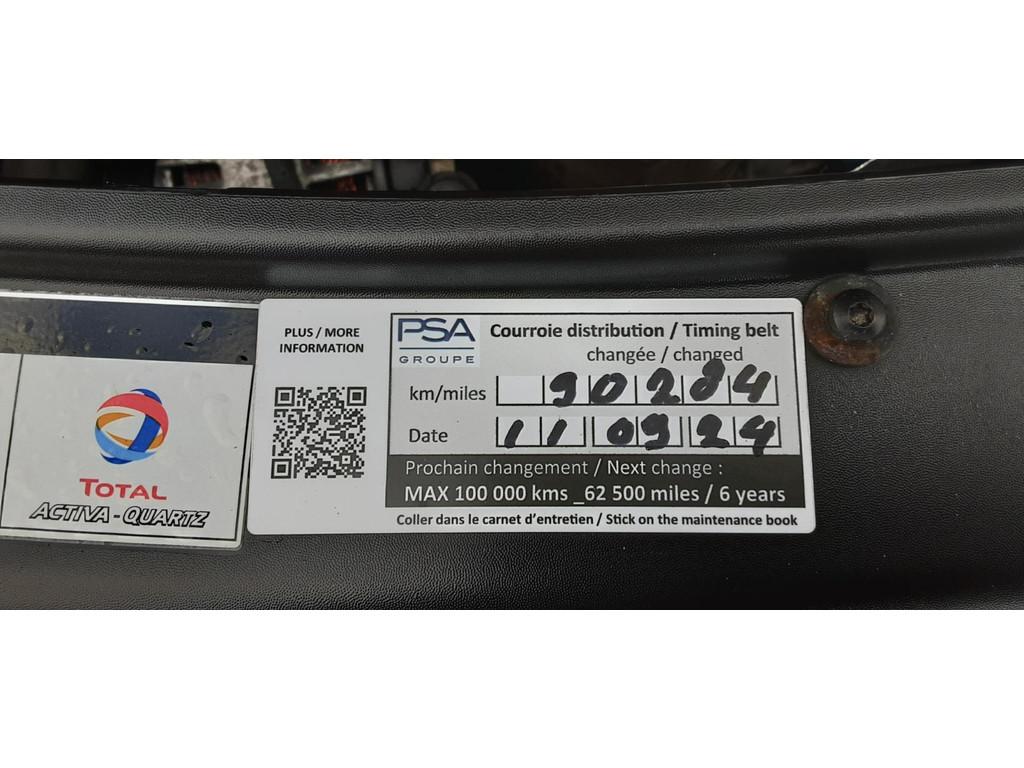 PLUS / MORE
INFORMATION
PSA
GROUPE
Courroie distribution / Timing belt
changée / changed
km/miles 90284
Date 11 09 24
Prochain changement / Next change :
MAX 100 000 kms _62 500 miles / 6 years
Coller dans le carnet d'entretien / Stick on the maintenance book
TOTAL
ACTIVA - QUARTZ